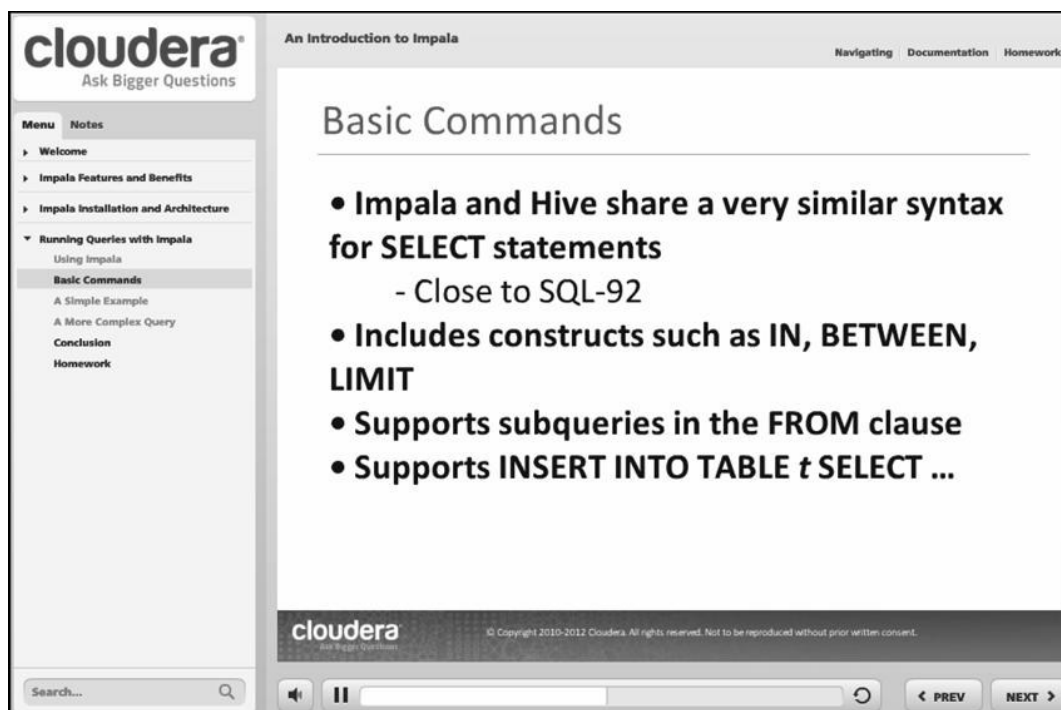 cloudera®
Ask Bigger Questions
An Introduction to Impala
Navigating Documentation Homework
Menu Notes
Welcome
Impala Features and Benefits
Impala Installation and Architecture
Running Queries with Impala
Using Impala
Basic Commands
A Simple Example
A More Complex Query
Conclusion
Homework
Search...
Basic Commands
• Impala and Hive share a very similar syntax
for SELECT statements
- Close to SQL-92
• Includes constructs such as IN, BETWEEN,
LIMIT
• Supports subqueries in the FROM clause
• Supports INSERT INTO TABLE t SELECT ...
cloudera
Ask Bigger Questions
© Copyright 2010-2012 Cloudera. All rights reserved. Not to be reproduced without prior written consent.
< PREV NEXT >